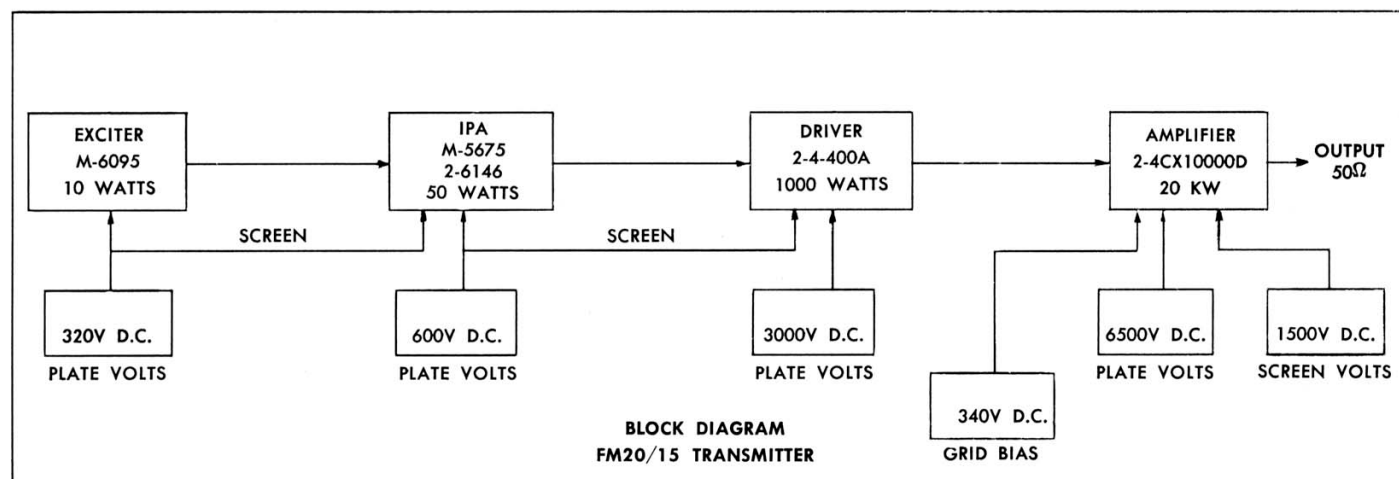 EXCITER
M-6095
10 WATTS
IPA
M-5675
2-6146
50 WATTS
DRIVER
2-4-400A
1000 WATTS
AMPLIFIER
2-4CX10000D
20 KW
OUTPUT
50Ω
SCREEN
SCREEN
320V D.C.
PLATE VOLTS
600V D.C.
PLATE VOLTS
3000V D.C.
PLATE VOLTS
6500V D.C.
PLATE VOLTS
1500V D.C.
SCREEN VOLTS
340V D.C.
GRID BIAS
BLOCK DIAGRAM
FM20/15 TRANSMITTER